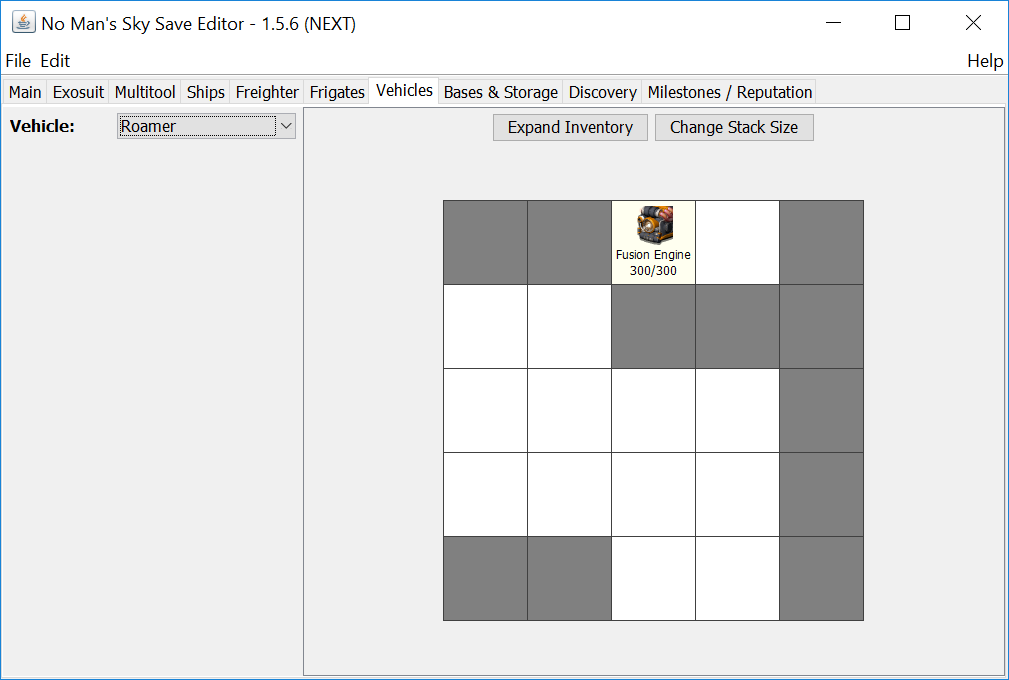 No Man's Sky Save Editor - 1.5.6 (NEXT)
File Edit Help
Main Exosuit Multitool Ships Freighter Frigates Vehicles Bases & Storage Discovery Milestones / Reputation
Vehicle: Roamer Expand Inventory Change Stack Size
Fusion Engine
300/300